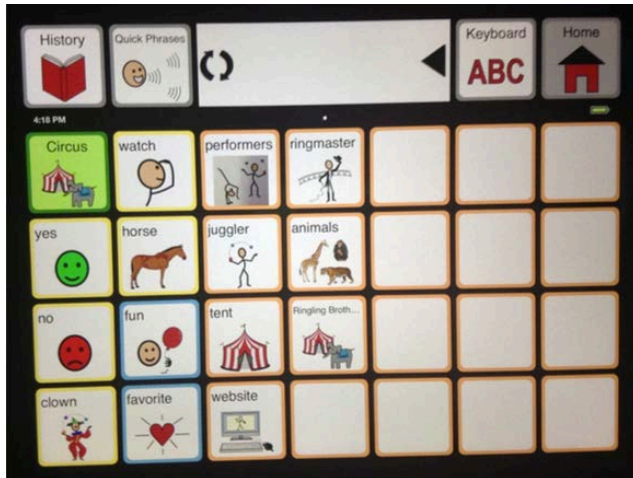 History
Quick Phrases
Keyboard
ABC
Home
4:18 PM
Circus
watch
performers
ringmaster
yes
horse
juggler
animals
no
fun
tent
Ringling Broth...
clown
favorite
website